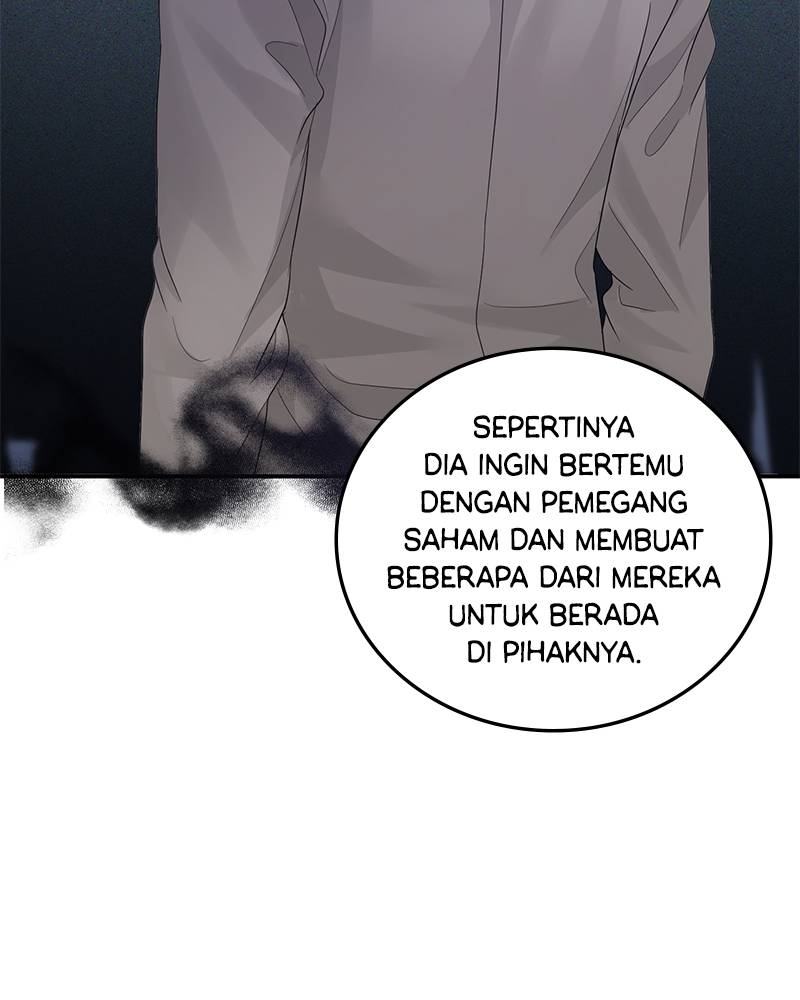 SEPERTINYA
DIA INGIN BERTEMU
DENGAN PEMEGANG
SAHAM DAN MEMBUAT
BEBERAPA DARI MEREKA
UNTUK BERADA
DI PIHAKNYA.